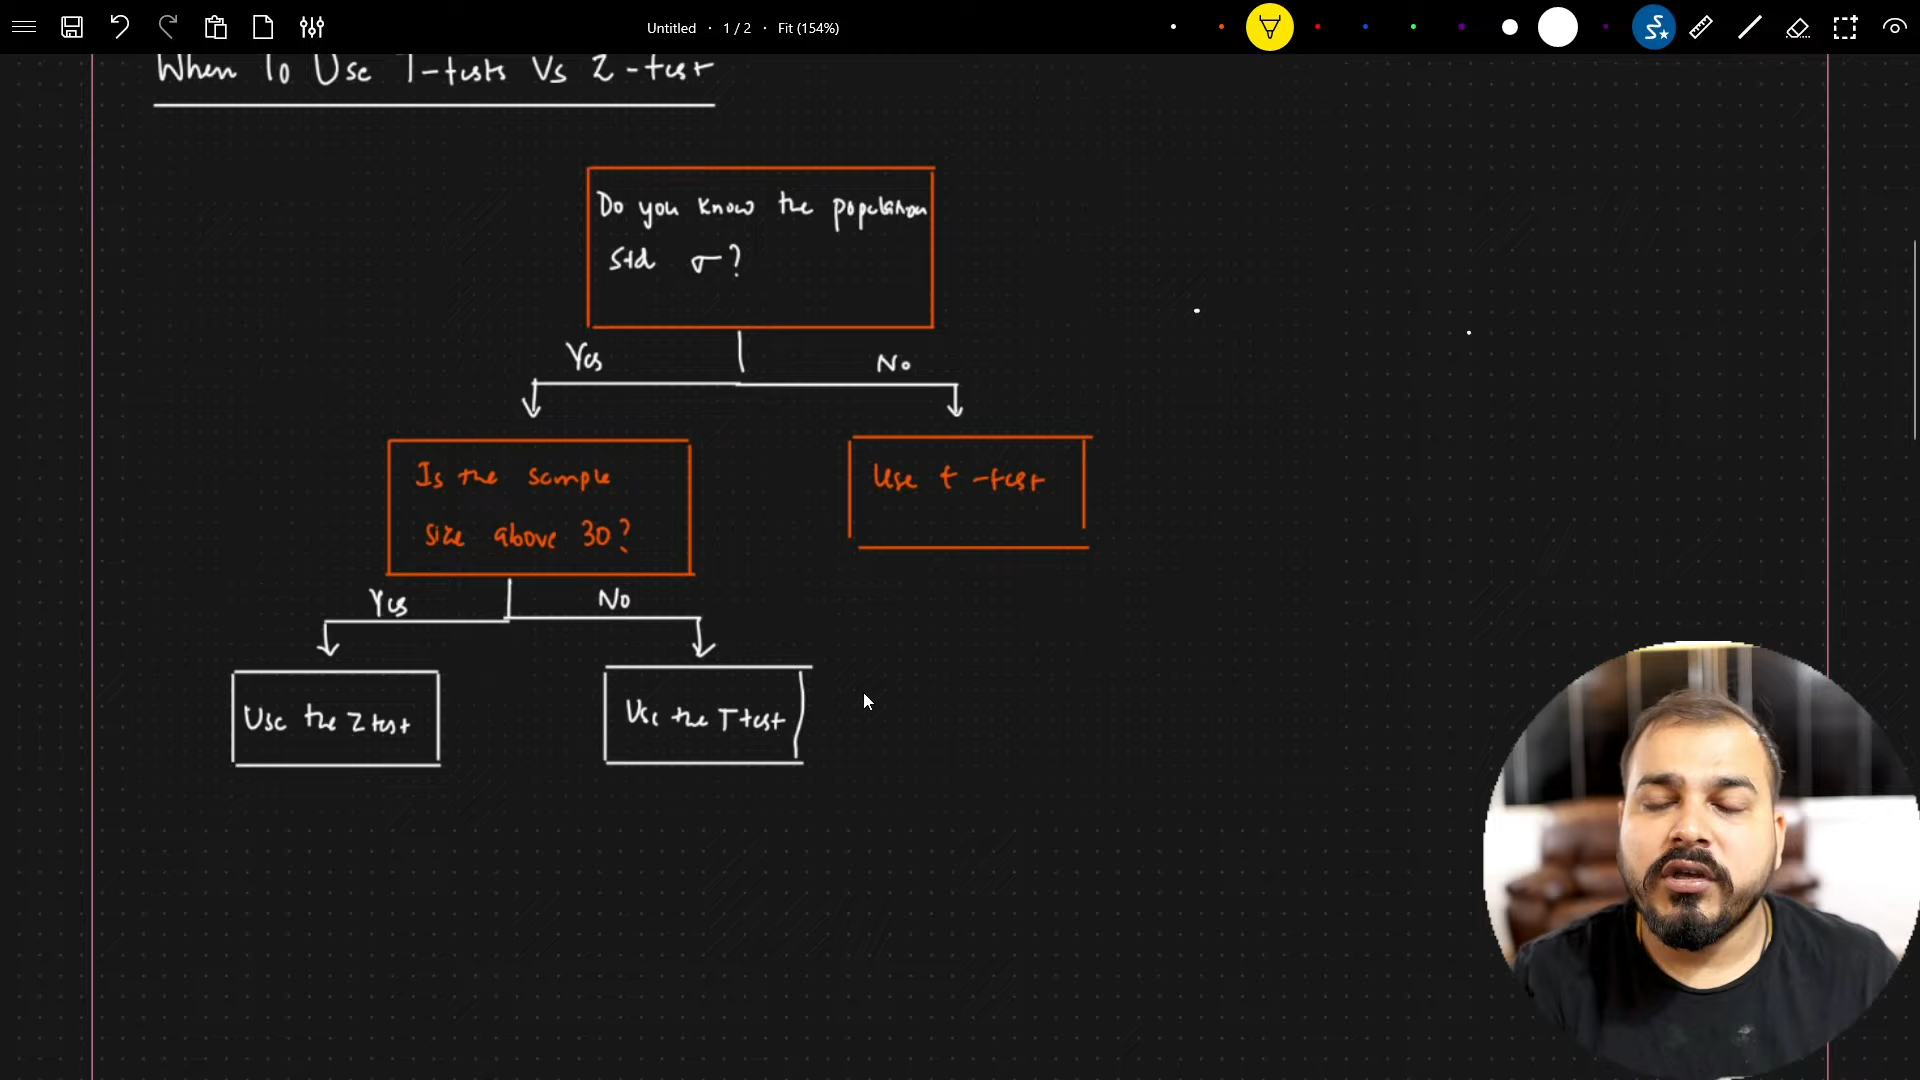 Untitled · 1 / 2 · Fit (154%)
When To Use T-tests Vs Z-test
Do you know the population
std σ?
Yes
No
Is the sample
size above 30?
Use t-test
Yes
No
Use the Z test
Use the T test